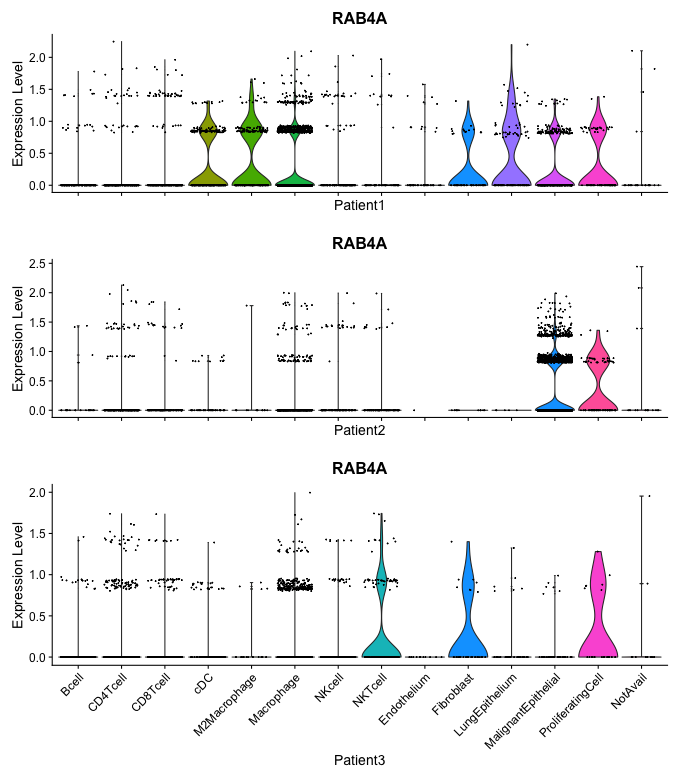 RAB4A
Expression Level
2.0
1.5
1.0
0.5
0.0
Patient1
RAB4A
Expression Level
2.5
2.0
1.5
1.0
0.5
0.0
Patient2
RAB4A
Expression Level
2.0
1.5
1.0
0.5
0.0
Bcell
CD4Tcell
CD8Tcell
cDC
M2Macrophage
Macrophage
NKcell
NKTcell
Endothelium
Fibroblast
LungEpithelium
MalignantEpithelial
ProliferatingCell
NotAvail
Patient3